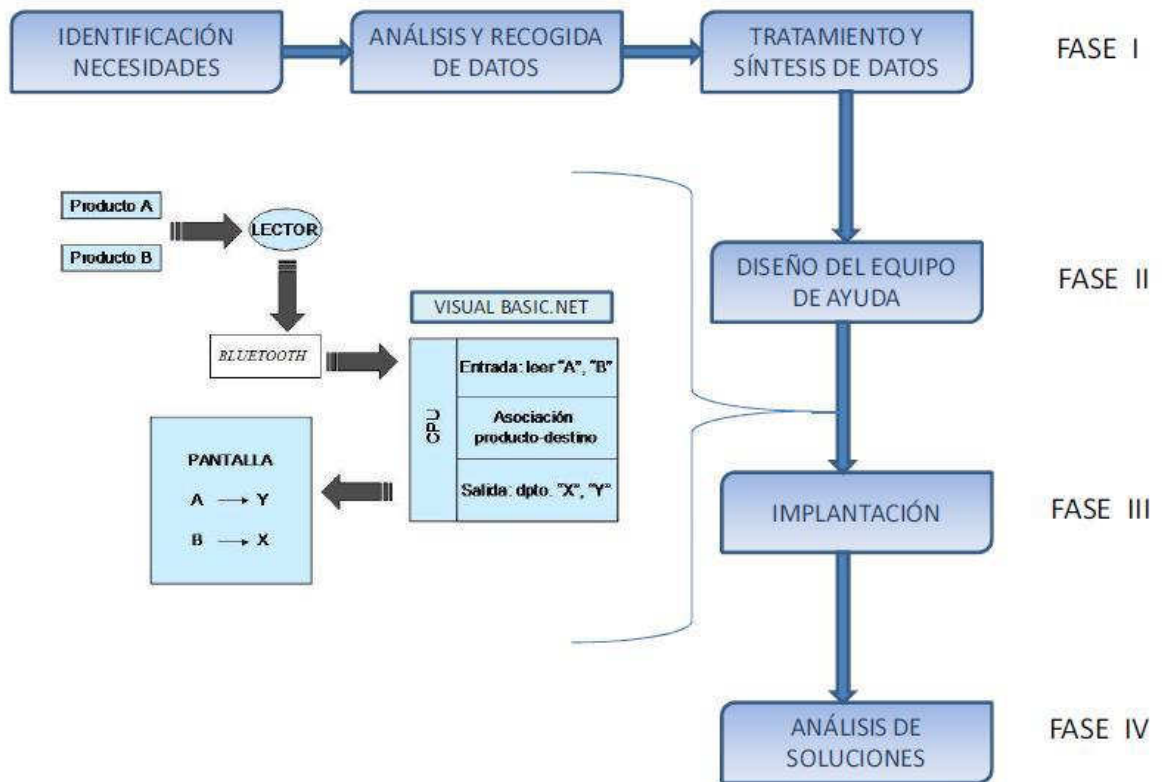 IDENTIFICACIÓN
NECESIDADES
ANÁLISIS Y RECOGIDA
DE DATOS
TRATAMIENTO Y
SÍNTESIS DE DATOS
FASE I
Producto A
Producto B
LECTOR
BLUETOOTH
VISUAL BASIC.NET
CPU
Entrada: leer "A", "B"
Asociación
producto-destino
Salida: dpto. "X", "Y"
PANTALLA
A → Y
B → X
DISEÑO DEL EQUIPO
DE AYUDA
FASE II
IMPLANTACIÓN
FASE III
ANÁLISIS DE
SOLUCIONES
FASE IV